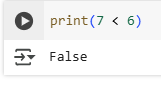 print(7 < 6)
False